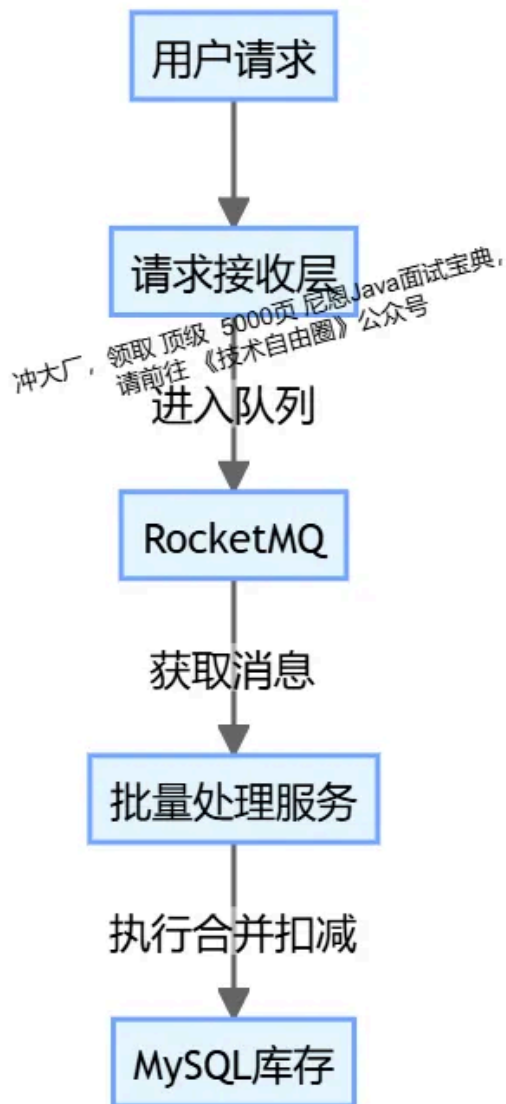 用户请求
请求接收层
冲大厂，领取 顶级 5000页 尼恩Java面试宝典，
请前往 《技术自由圈》公众号
进入队列
RocketMQ
获取消息
批量处理服务
执行合并扣减
MySQL库存